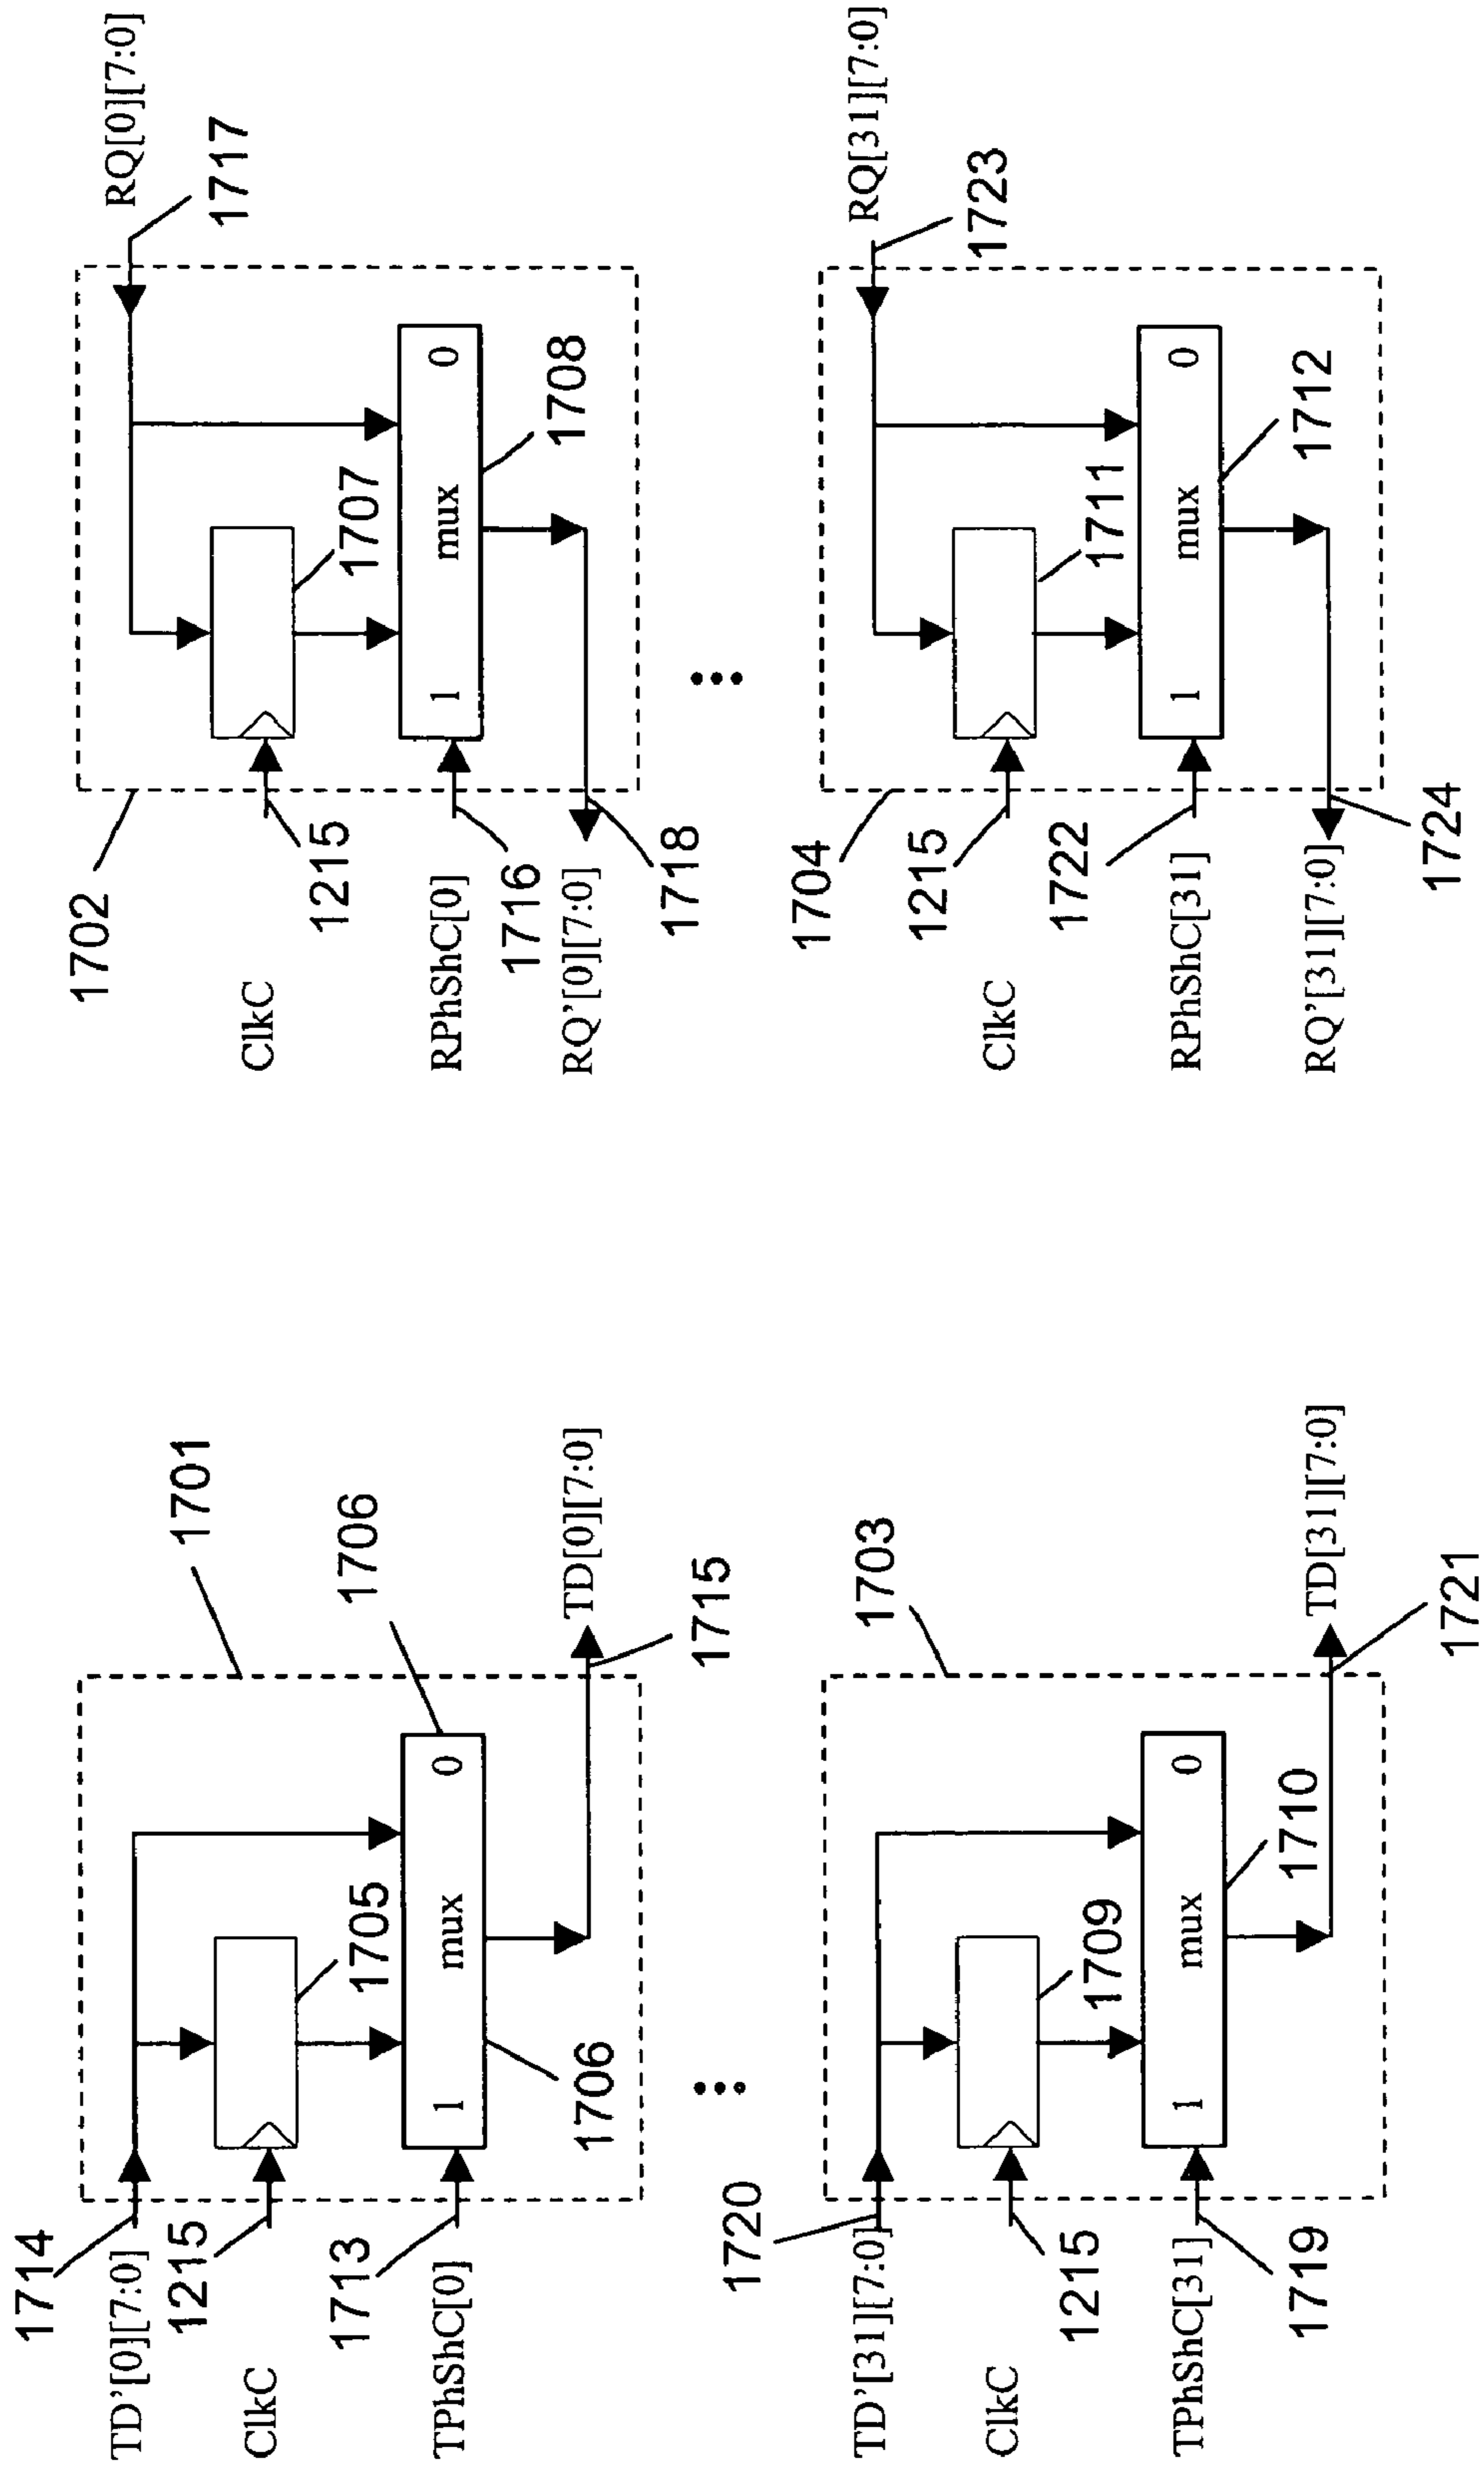 1714
TD'[0][7:0]
1215
ClkC
1713
TPhShC[0]
1705
1 mux 0
1706
1706
1701
TD[0][7:0]
1715
1720
TD'[31][7:0]
ClkC
1215
TPhShC[31]
1719
1709
1 mux 0
1710
1703
TD[31][7:0]
1721
1702
ClkC
1215
RPhShC[0]
1716
RQ'[0][7:0]
1718
1707
1 mux 0
1708
RQ[0][7:0]
1717
1704
ClkC
1215
RPhShC[31]
1722
RQ'[31][7:0]
1724
1711
1 mux 0
1712
RQ[31][7:0]
1723